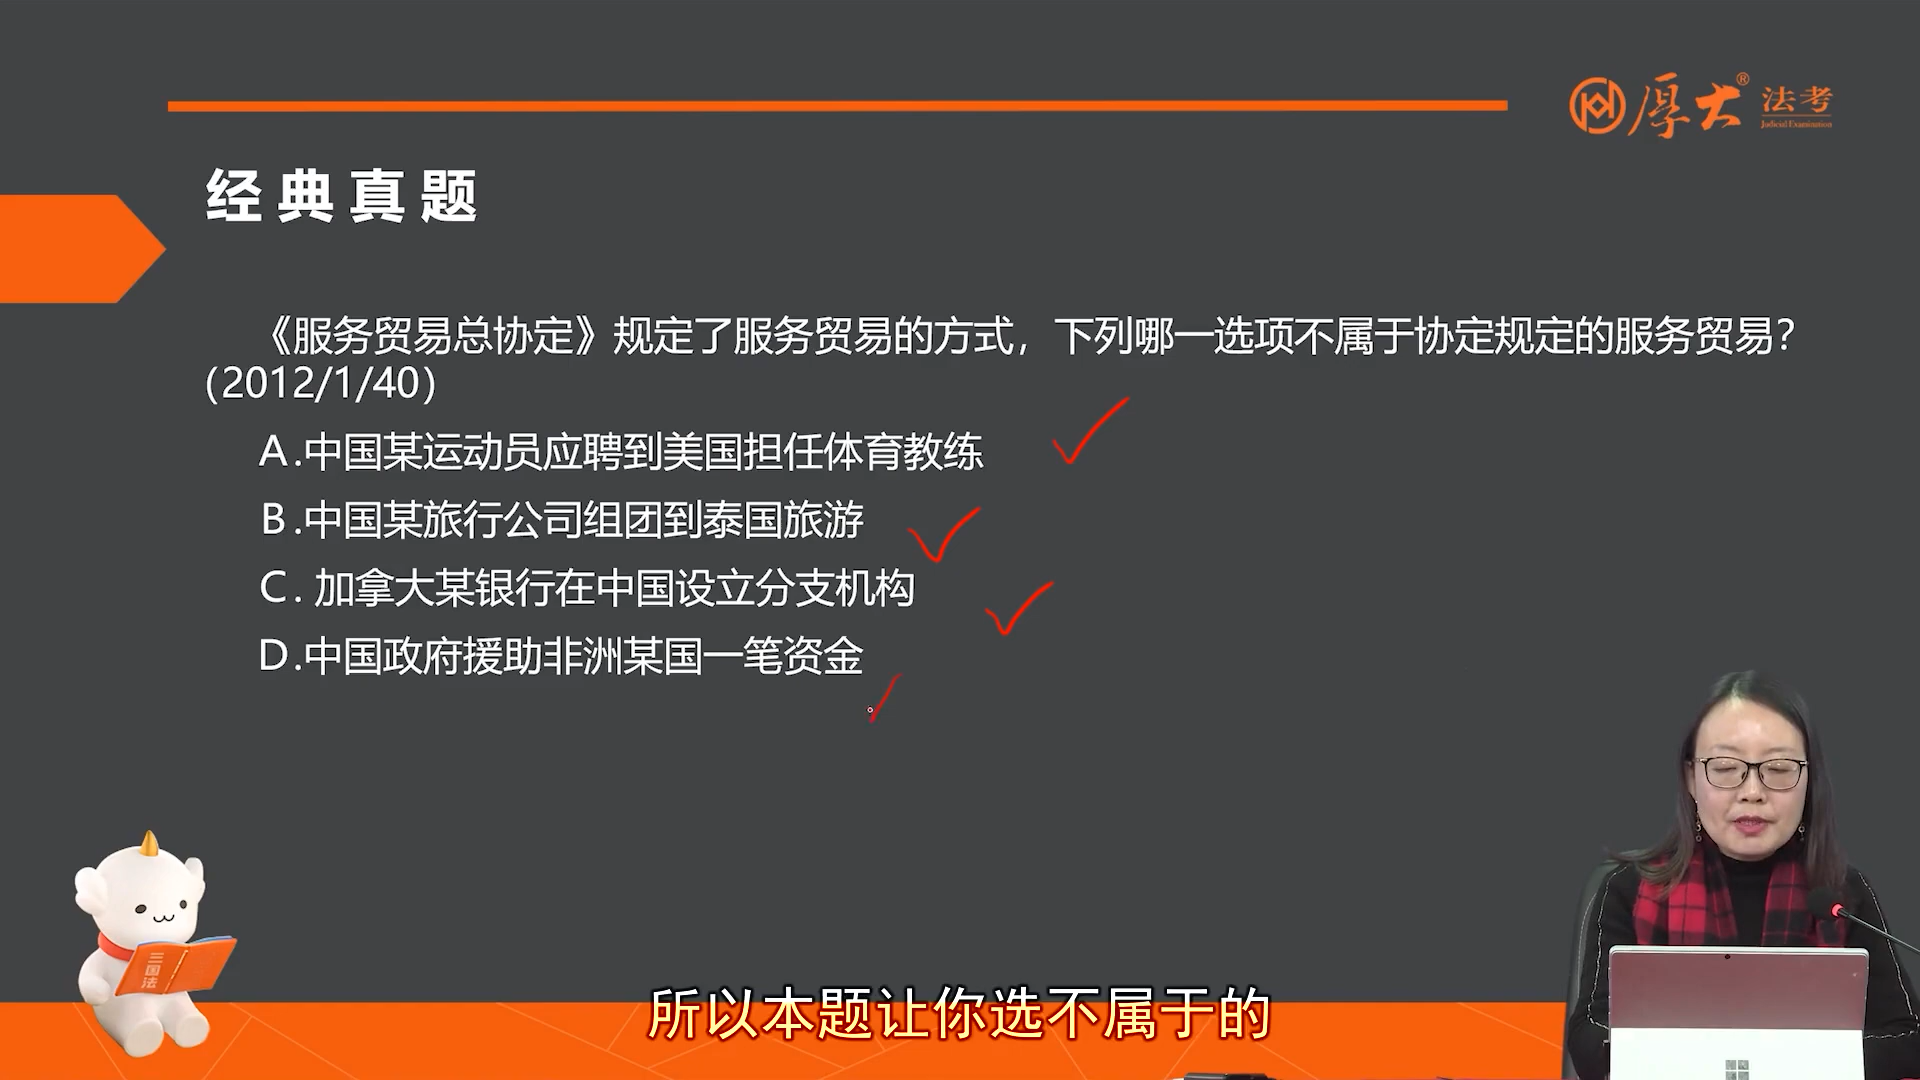 厚大®法考
Judicial Examination
经典真题
《服务贸易总协定》规定了服务贸易的方式，下列哪一选项不属于协定规定的服务贸易？
（2012/1/40）
A.中国某运动员应聘到美国担任体育教练
B.中国某旅行公司组团到泰国旅游
C. 加拿大某银行在中国设立分支机构
D.中国政府援助非洲某国一笔资金
三国法
所以本题让你选不属于的